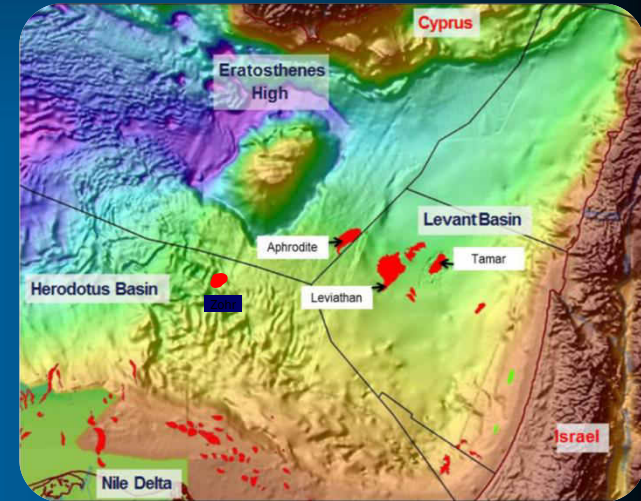 Cyprus
Eratosthenes
High
Levant Basin
Aphrodite
Tamar
Herodotus Basin
Leviathan
Israel
Nile Delta